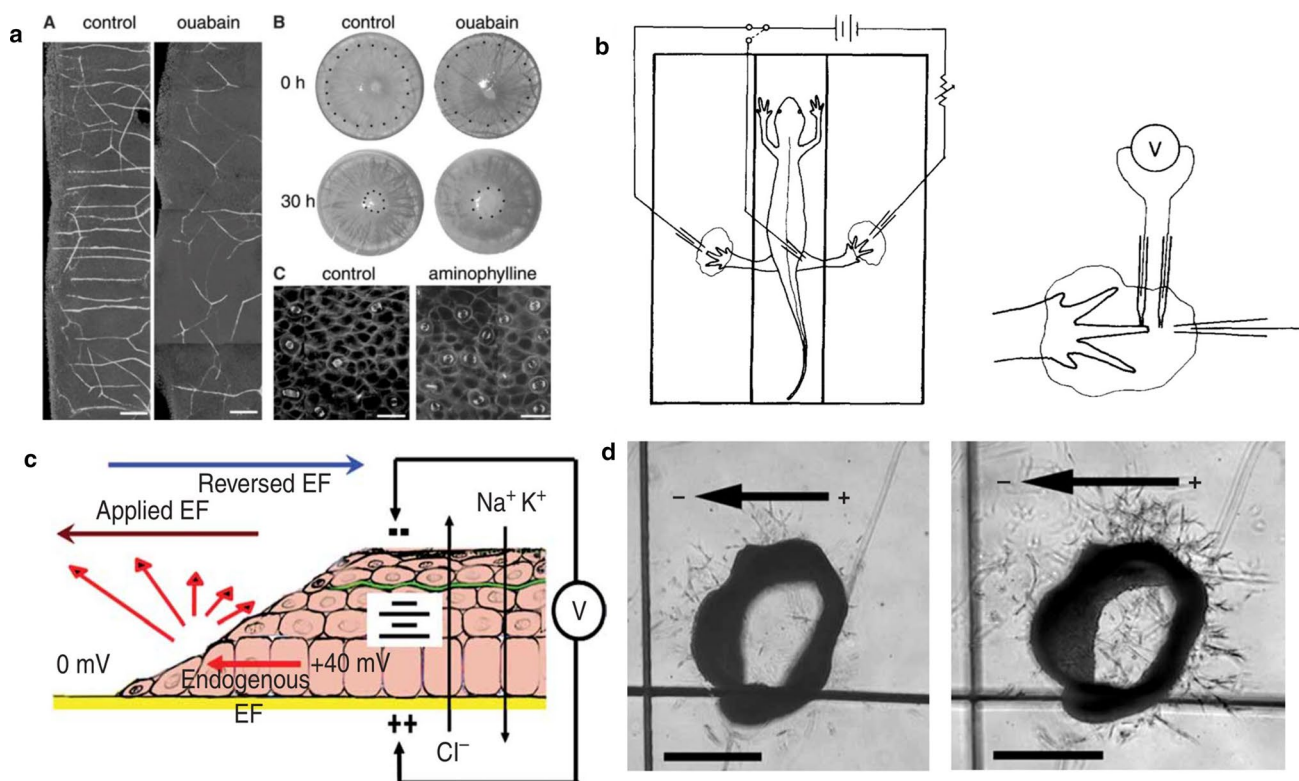 a
A control ouabain
B control ouabain
0 h
30 h
C control aminophylline
b
V
c
Reversed EF
Applied EF
Na⁺ K⁺
V
0 mV
+40 mV
Endogenous
EF
Cl⁻
d
− +
− +